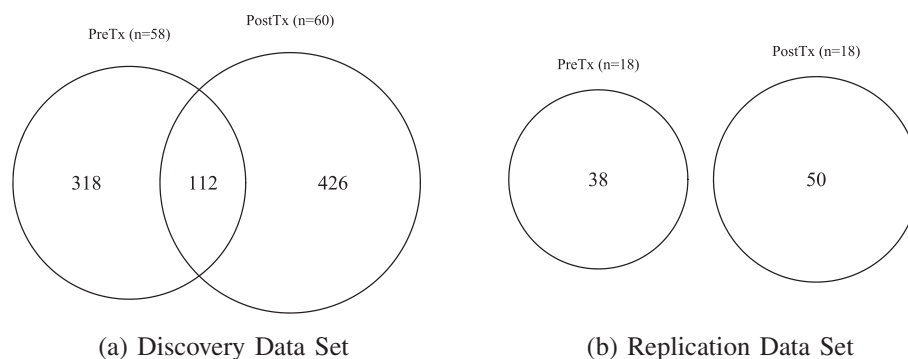 PreTx (n=58)
PostTx (n=60)
318
112
426
(a) Discovery Data Set
PreTx (n=18)
PostTx (n=18)
38
50
(b) Replication Data Set